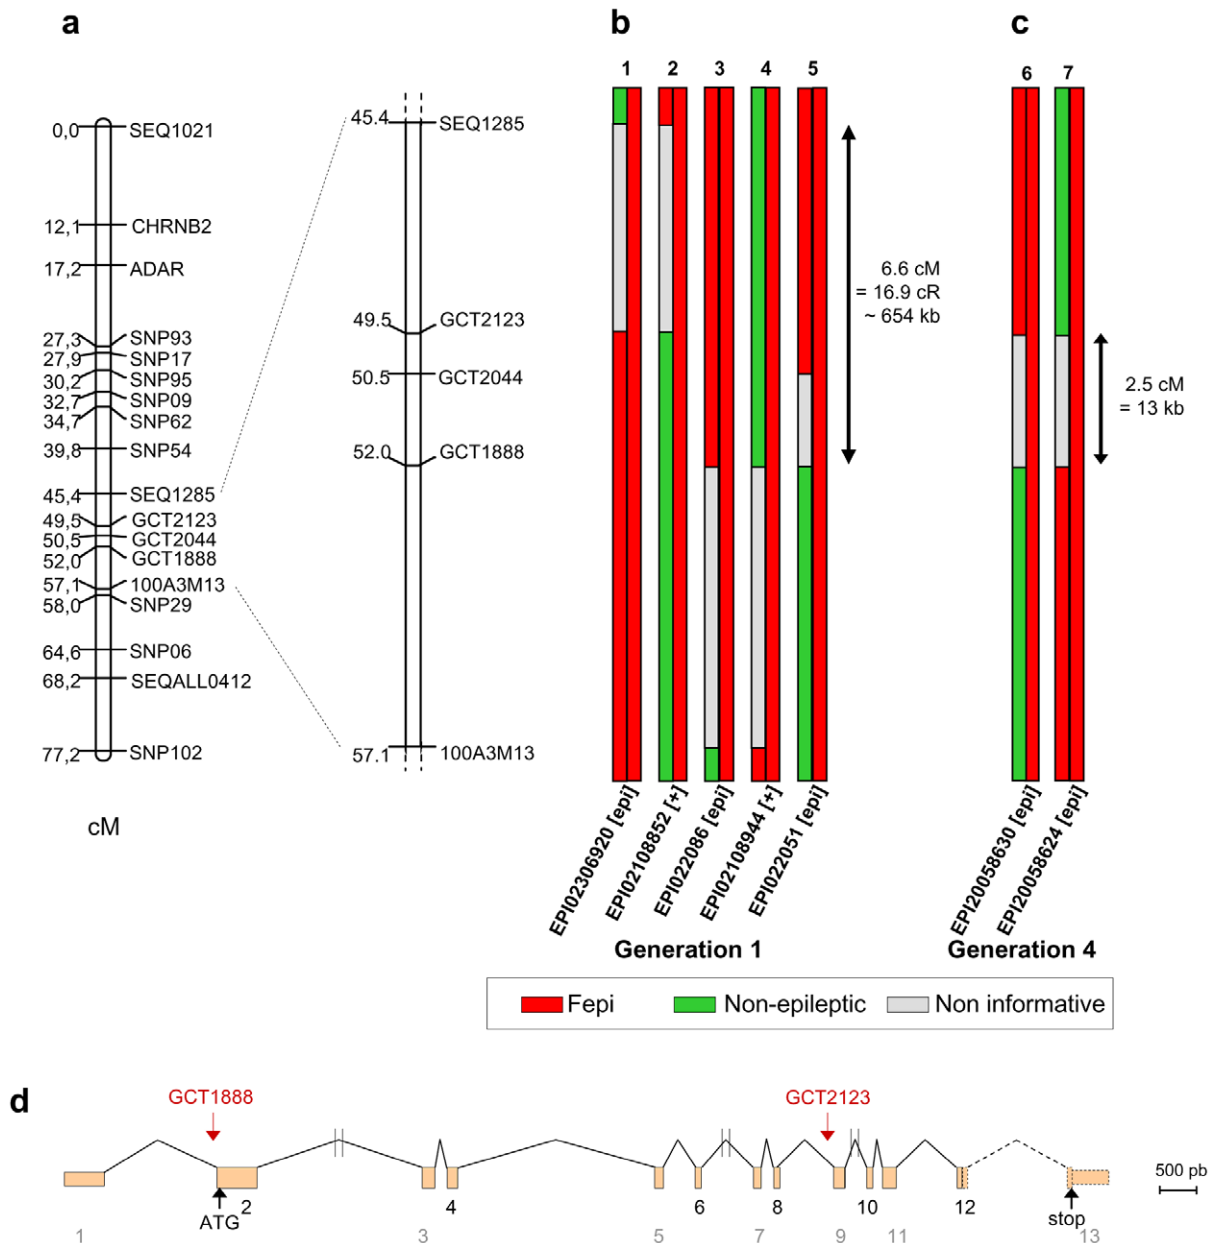 a
0,0 SEQ1021
12,1 CHRNB2
17,2 ADAR
27,3 SNP93
27,9 SNP17
30,2 SNP95
32,7 SNP09
34,7 SNP62
39,8 SNP54
45,4 SEQ1285
49,5 GCT2123
50,5 GCT2044
52,0 GCT1888
57,1 100A3M13
58,0 SNP29
64,6 SNP06
68,2 SEQALL0412
77,2 SNP102
cM
45.4 SEQ1285
49.5 GCT2123
50.5 GCT2044
52.0 GCT1888
57.1 100A3M13
b
1 2 3 4 5
6.6 cM
= 16.9 cR
~ 654 kb
EPI02306920 [epi]
EPI02108852 [+]
EPI022086 [epi]
EPI02108944 [+]
EPI022051 [epi]
Generation 1
c
6 7
2.5 cM
= 13 kb
EPI20058630 [epi]
EPI20058624 [epi]
Generation 4
Fepi Non-epileptic Non informative
d
GCT1888 GCT2123
500 pb
2 4 6 8 10 12
ATG stop
1 3 5 7 9 11 13